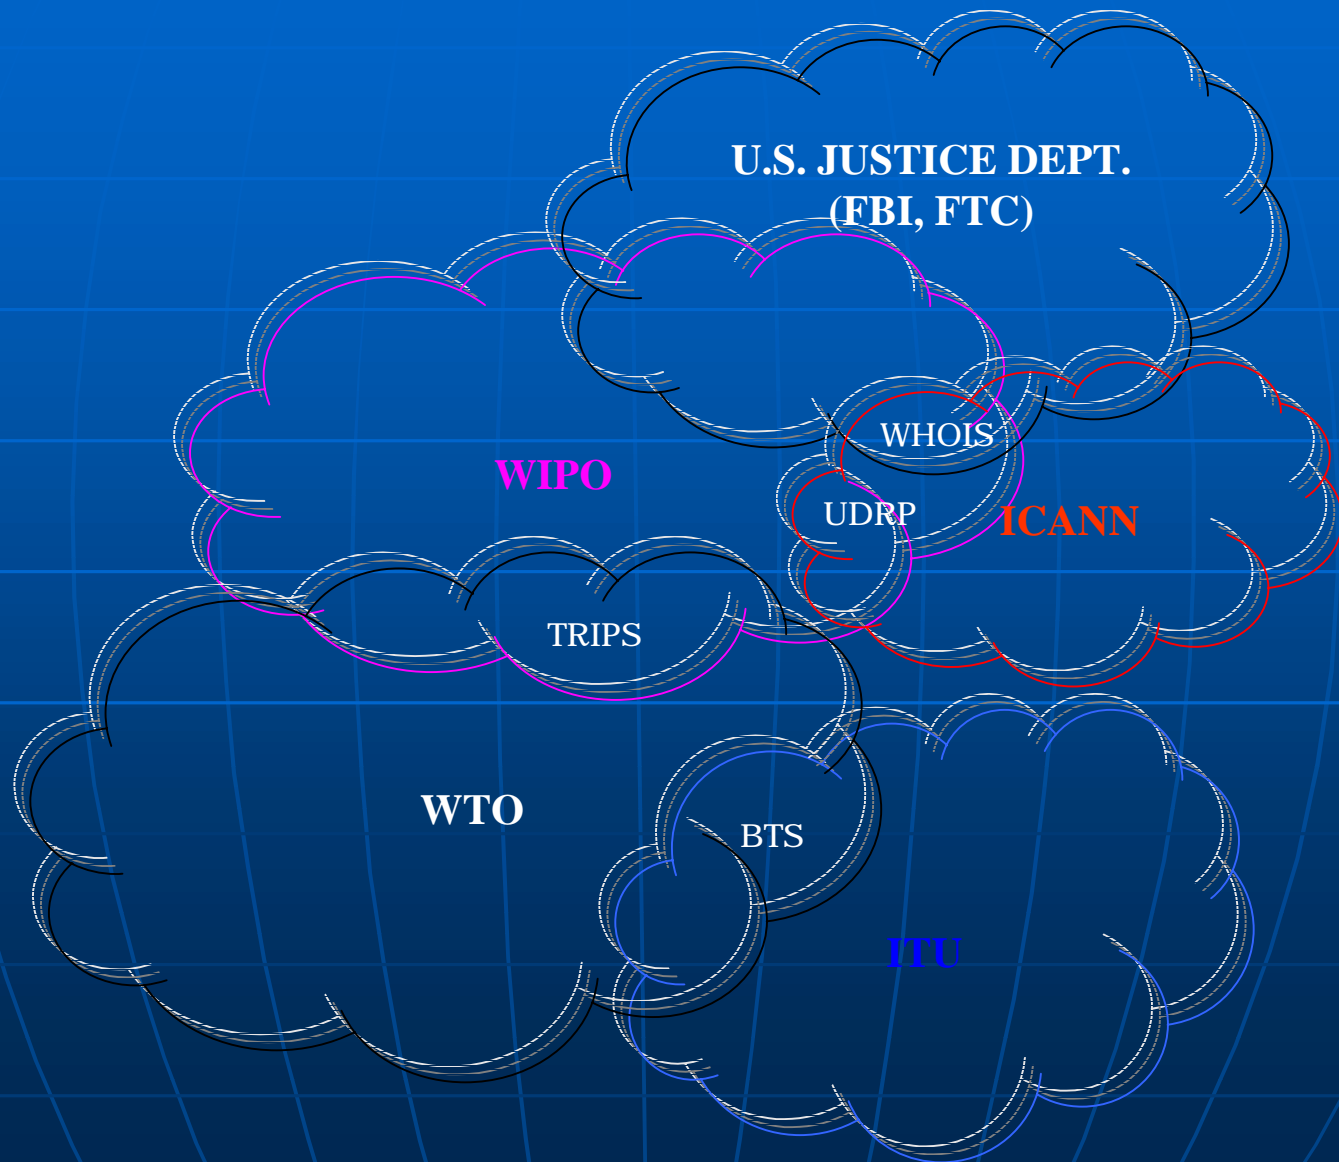 U.S. JUSTICE DEPT.
(FBI, FTC)
WHOIS
WIPO
UDRP
ICANN
TRIPS
WTO
BTS
ITU